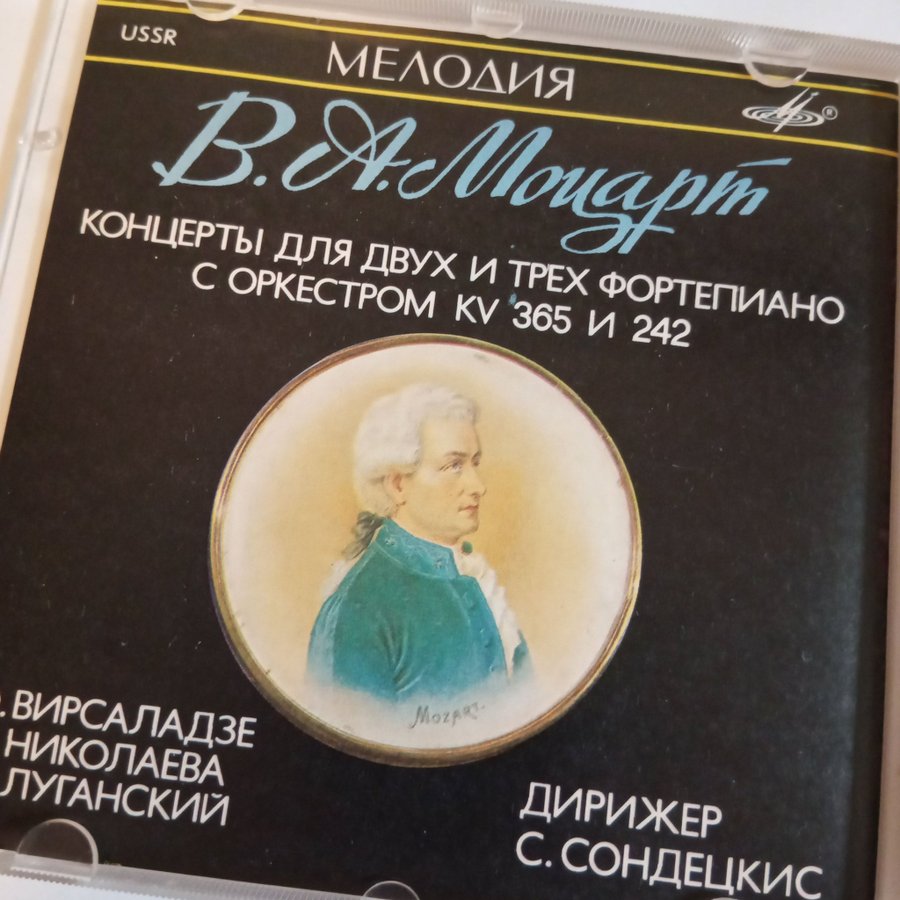 USSR
МЕЛОДИЯ
®
В.А.Моцарт
КОНЦЕРТЫ ДЛЯ ДВУХ И ТРЕХ ФОРТЕПИАНО
С ОРКЕСТРОМ KV 365 И 242
Mozart.
. ВИРСАЛАДЗЕ
НИКОЛАЕВА
ЛУГАНСКИЙ
ДИРИЖЕР
С. СОНДЕЦКИС